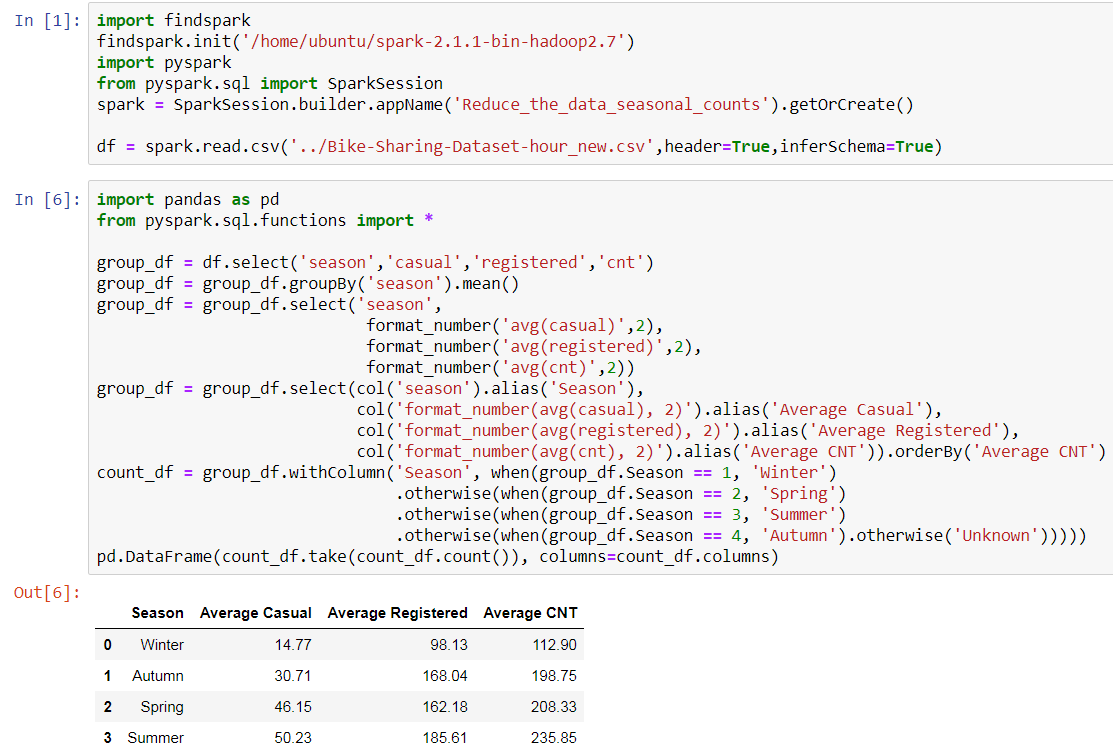 In [1]:
import findspark
findspark.init('/home/ubuntu/spark-2.1.1-bin-hadoop2.7')
import pyspark
from pyspark.sql import SparkSession
spark = SparkSession.builder.appName('Reduce_the_data_seasonal_counts').getOrCreate()

df = spark.read.csv('../Bike-Sharing-Dataset-hour_new.csv',header=True,inferSchema=True)
In [6]:
import pandas as pd
from pyspark.sql.functions import *

group_df = df.select('season','casual','registered','cnt')
group_df = group_df.groupBy('season').mean()
group_df = group_df.select('season',
                            format_number('avg(casual)',2),
                            format_number('avg(registered)',2),
                            format_number('avg(cnt)',2))
group_df = group_df.select(col('season').alias('Season'),
                           col('format_number(avg(casual), 2)').alias('Average Casual'),
                           col('format_number(avg(registered), 2)').alias('Average Registered'),
                           col('format_number(avg(cnt), 2)').alias('Average CNT')).orderBy('Average CNT')
count_df = group_df.withColumn('Season', when(group_df.Season == 1, 'Winter')
                               .otherwise(when(group_df.Season == 2, 'Spring')
                               .otherwise(when(group_df.Season == 3, 'Summer')
                               .otherwise(when(group_df.Season == 4, 'Autumn').otherwise('Unknown')))))
pd.DataFrame(count_df.take(count_df.count()), columns=count_df.columns)
Out[6]:
Season Average Casual Average Registered Average CNT
0 Winter 14.77 98.13 112.90
1 Autumn 30.71 168.04 198.75
2 Spring 46.15 162.18 208.33
3 Summer 50.23 185.61 235.85